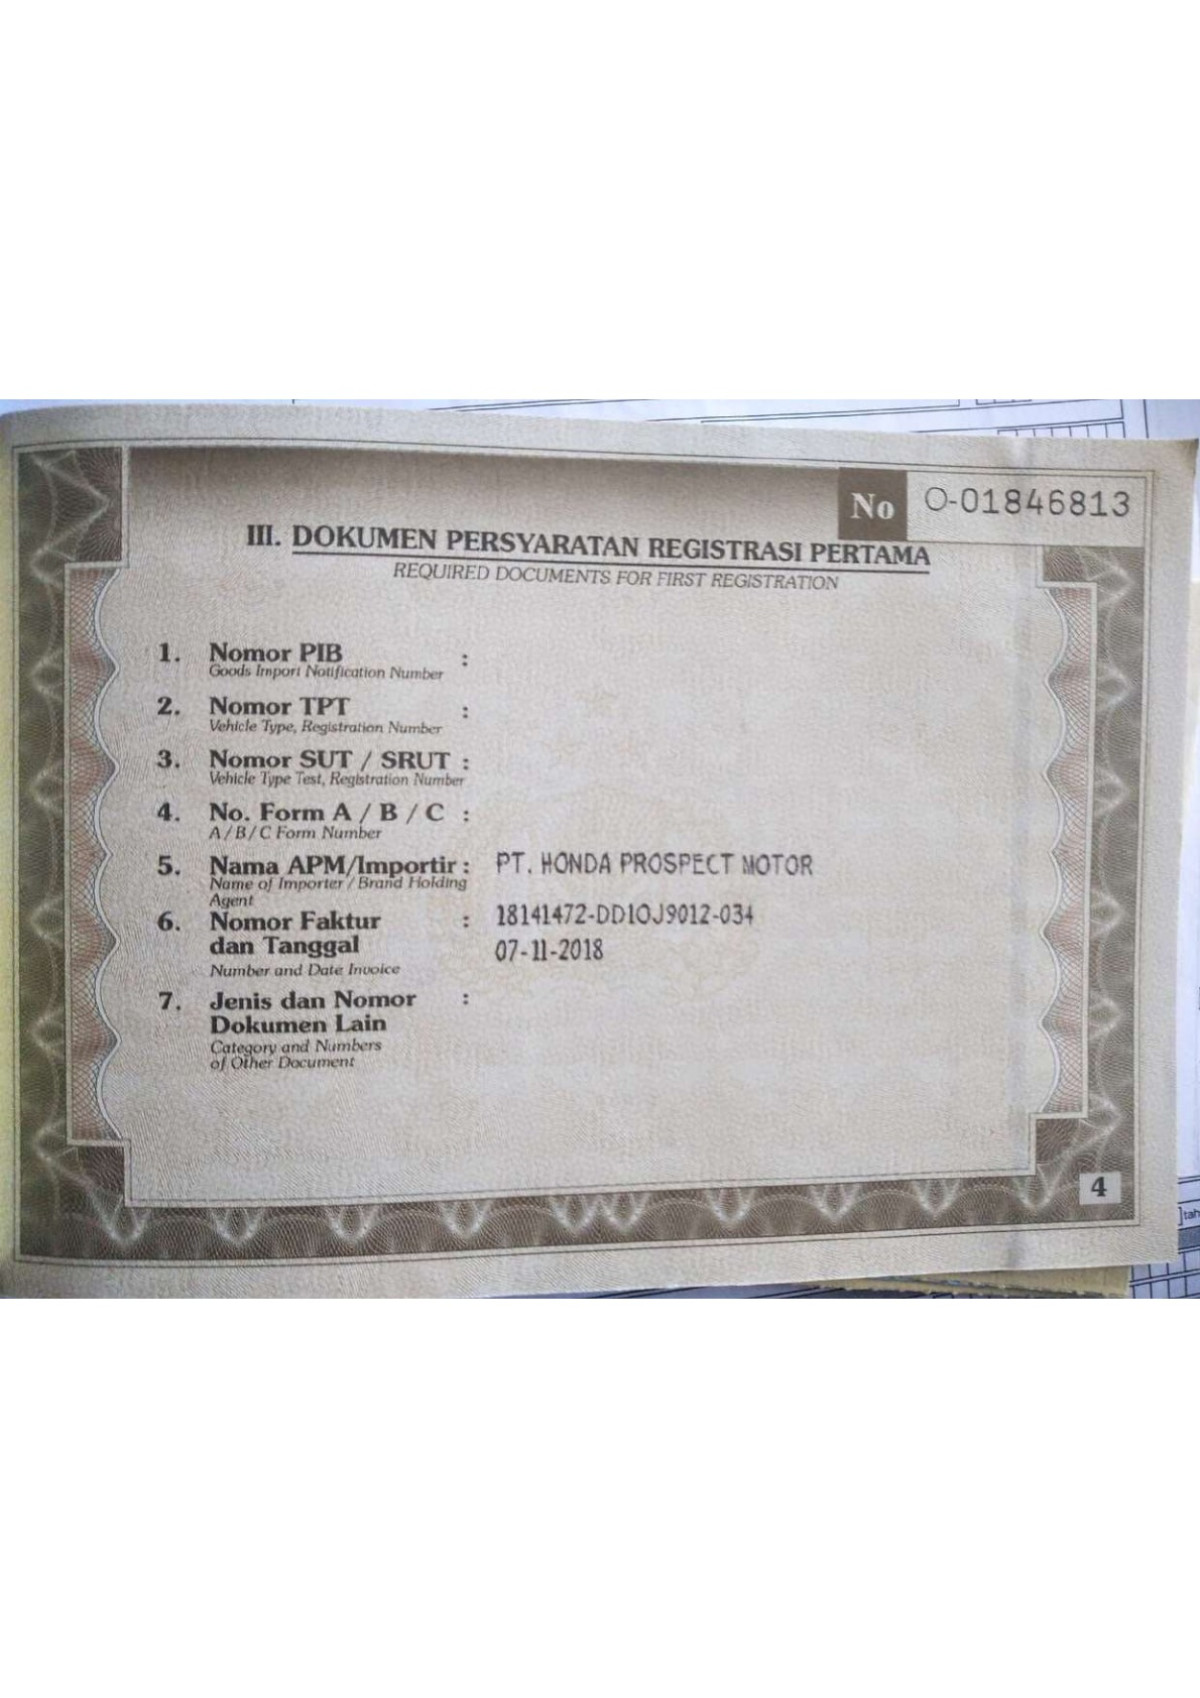 No O-01846813
III. DOKUMEN PERSYARATAN REGISTRASI PERTAMA
REQUIRED DOCUMENTS FOR FIRST REGISTRATION
1. Nomor PIB :
Goods Import Notification Number
2. Nomor TPT :
Vehicle Type, Registration Number
3. Nomor SUT / SRUT :
Vehicle Type Test, Registration Number
4. No. Form A / B / C :
A / B / C Form Number
5. Nama APM/Importir : PT. HONDA PROSPECT MOTOR
Name of Importer / Brand Holding
Agent
6. Nomor Faktur : 18141472-DD1OJ9012-034
dan Tanggal 07-11-2018
Number and Date Invoice
7. Jenis dan Nomor :
Dokumen Lain
Category and Numbers
of Other Document
4
tah